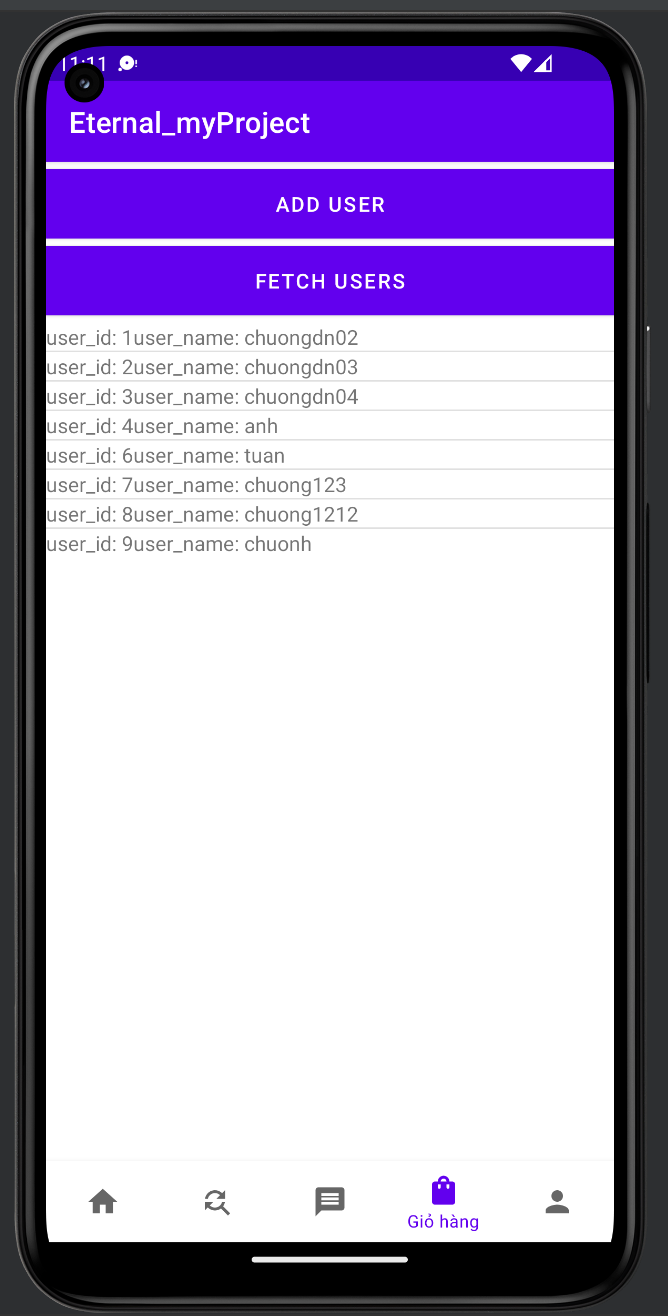 11:11
Eternal_myProject
ADD USER
FETCH USERS
user_id: 1user_name: chuongdn02
user_id: 2user_name: chuongdn03
user_id: 3user_name: chuongdn04
user_id: 4user_name: anh
user_id: 6user_name: tuan
user_id: 7user_name: chuong123
user_id: 8user_name: chuong1212
user_id: 9user_name: chuonh
Giỏ hàng